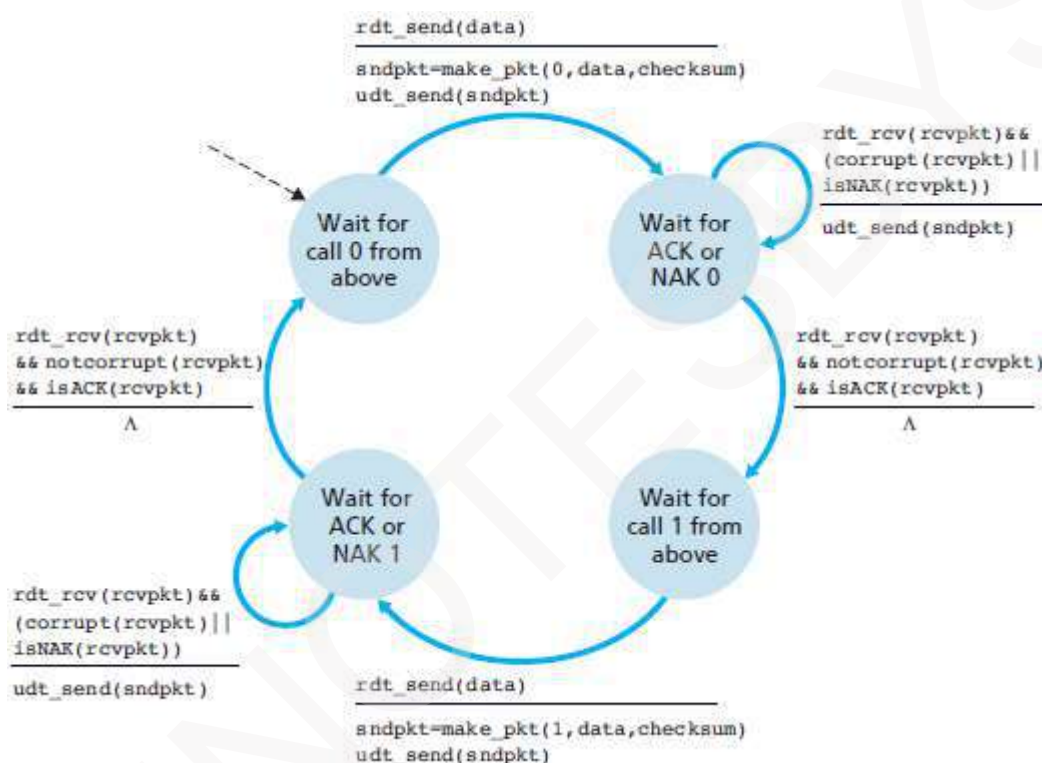 rdt_send(data)
sndpkt=make_pkt(0,data,checksum)
udt_send(sndpkt)
rdt_rcv(rcvpkt)&&
(corrupt(rcvpkt)||
isNAK(rcvpkt))
udt_send(sndpkt)
Wait for
call 0 from
above
Wait for
ACK or
NAK 0
rdt_rcv(rcvpkt)
&& notcorrupt(rcvpkt)
&& isACK(rcvpkt)
Λ
rdt_rcv(rcvpkt)
&& notcorrupt(rcvpkt)
&& isACK(rcvpkt)
Λ
Wait for
ACK or
NAK 1
Wait for
call 1 from
above
rdt_rcv(rcvpkt)&&
(corrupt(rcvpkt)||
isNAK(rcvpkt))
udt_send(sndpkt)
rdt_send(data)
sndpkt=make_pkt(1,data,checksum)
udt_send(sndpkt)